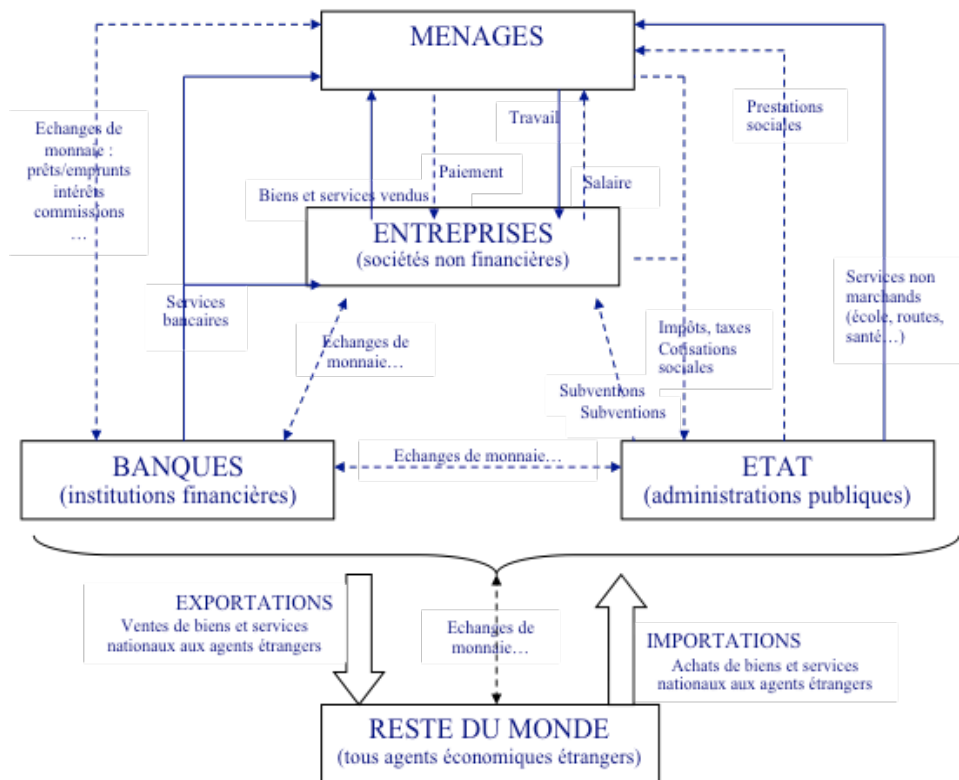 MENAGES
Echanges de
monnaie :
prêts/emprunts
intérêts
commissions
…
Travail
Prestations
sociales
Paiement
Salaire
Biens et services vendus
ENTREPRISES
(sociétés non financières)
Services
bancaires
Echanges de
monnaie…
Impôts, taxes
Cotisations
sociales
Services non
marchands
(école, routes,
santé…)
Subventions
Subventions
BANQUES
(institutions financières)
Echanges de monnaie…
ETAT
(administrations publiques)
EXPORTATIONS
Ventes de biens et services
nationaux aux agents étrangers
Echanges de
monnaie…
IMPORTATIONS
Achats de biens et services
nationaux aux agents étrangers
RESTE DU MONDE
(tous agents économiques étrangers)